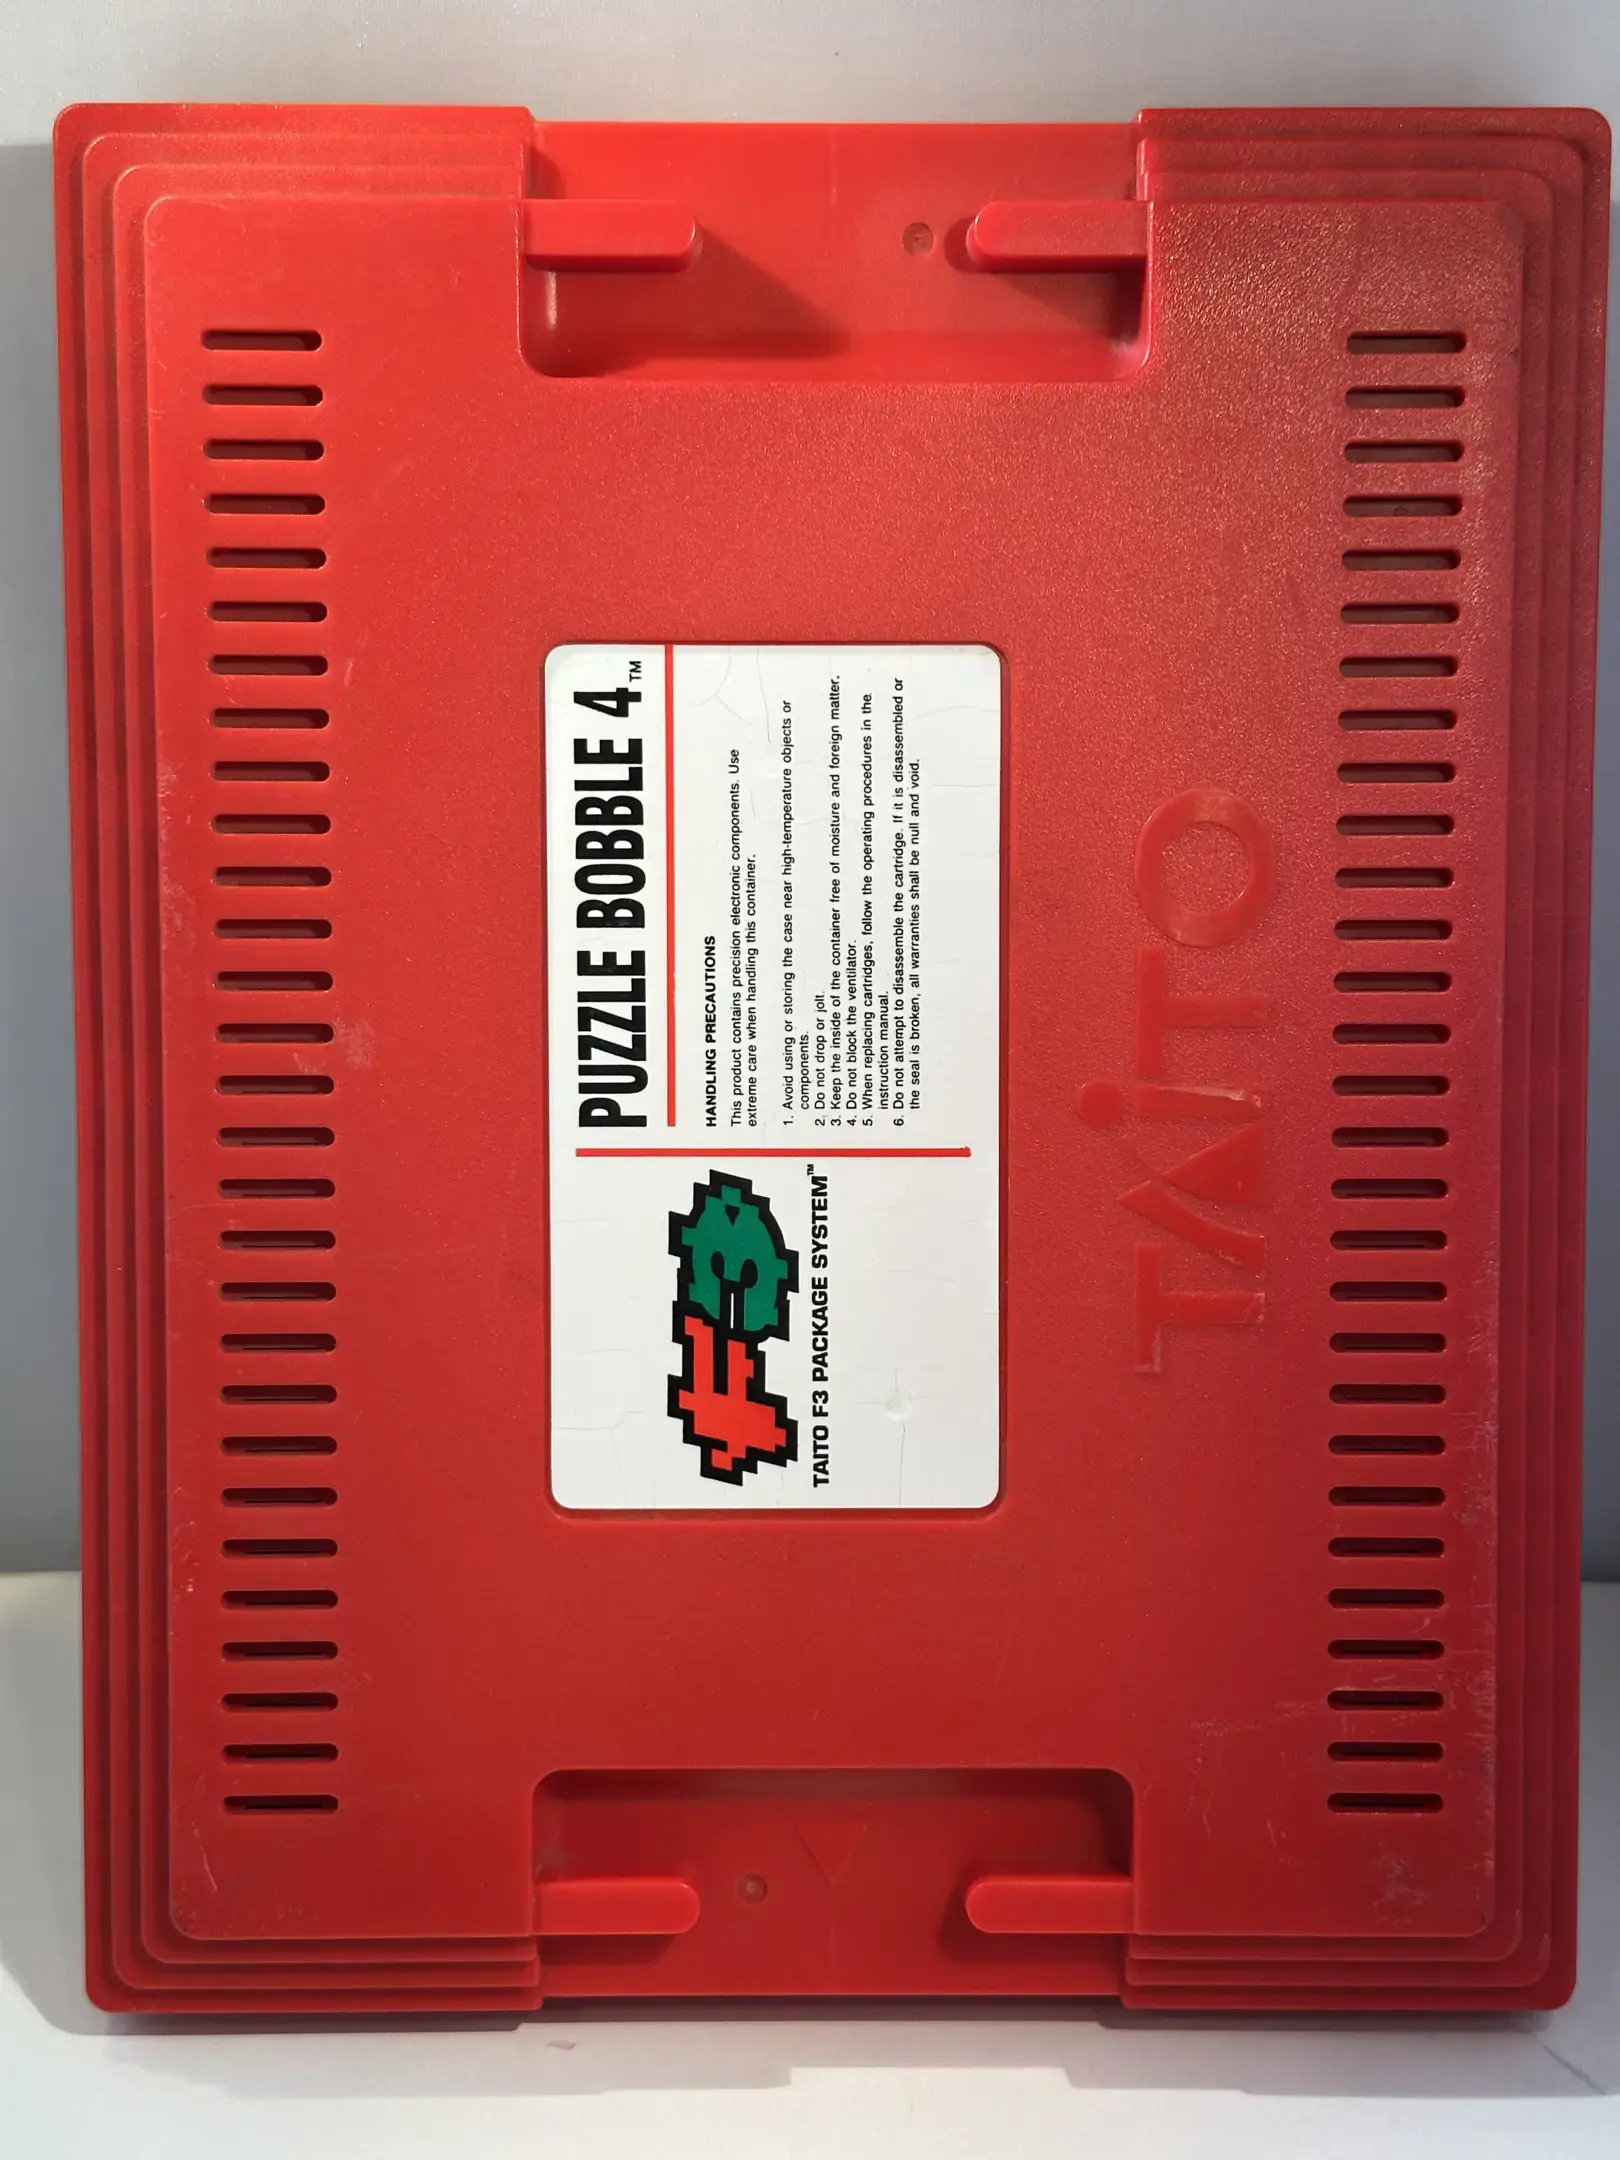 PUZZLE BOBBLE 4™
HANDLING PRECAUTIONS
This product contains precision electronic components. Use
extreme care when handling this container.
1. Avoid using or storing the case near high-temperature objects or
components.
2. Do not drop or jolt.
3. Keep the inside of the container free of moisture and foreign matter.
4. Do not block the ventilator.
5. When replacing cartridges, follow the operating procedures in the
instruction manual.
6. Do not attempt to disassemble the cartridge. If it is disassembled or
the seal is broken, all warranties shall be null and void.
F3
TAITO F3 PACKAGE SYSTEM™
TAITO